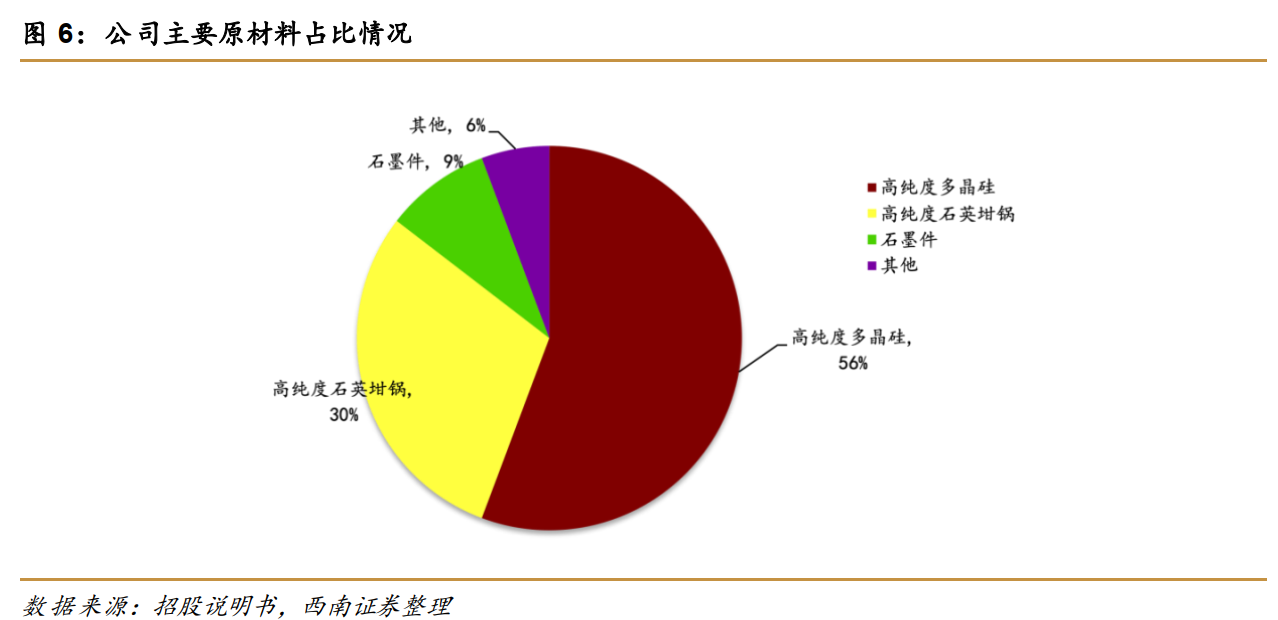 图 6：公司主要原材料占比情况
其他，6%
石墨件，9%
高纯度多晶硅
高纯度石英坩锅
石墨件
其他
高纯度多晶硅，
56%
高纯度石英坩锅，
30%
数据来源：招股说明书，西南证券整理